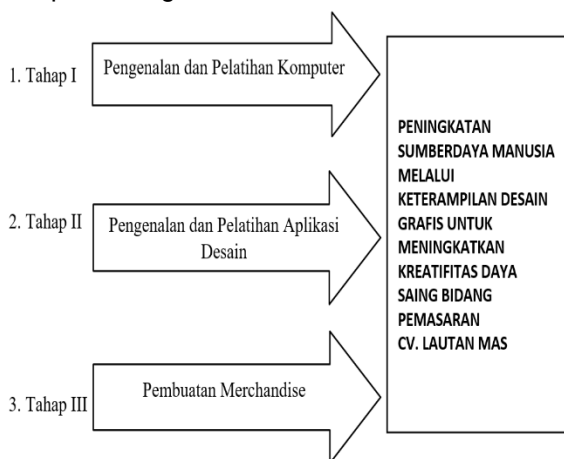 1. Tahap I
Pengenalan dan Pelatihan Komputer
2. Tahap II
Pengenalan dan Pelatihan Aplikasi
Desain
3. Tahap III
Pembuatan Merchandise
PENINGKATAN
SUMBERDAYA MANUSIA
MELALUI
KETERAMPILAN DESAIN
GRAFIS UNTUK
MENINGKATKAN
KREATIFITAS DAYA
SAING BIDANG
PEMASARAN
CV. LAUTAN MAS